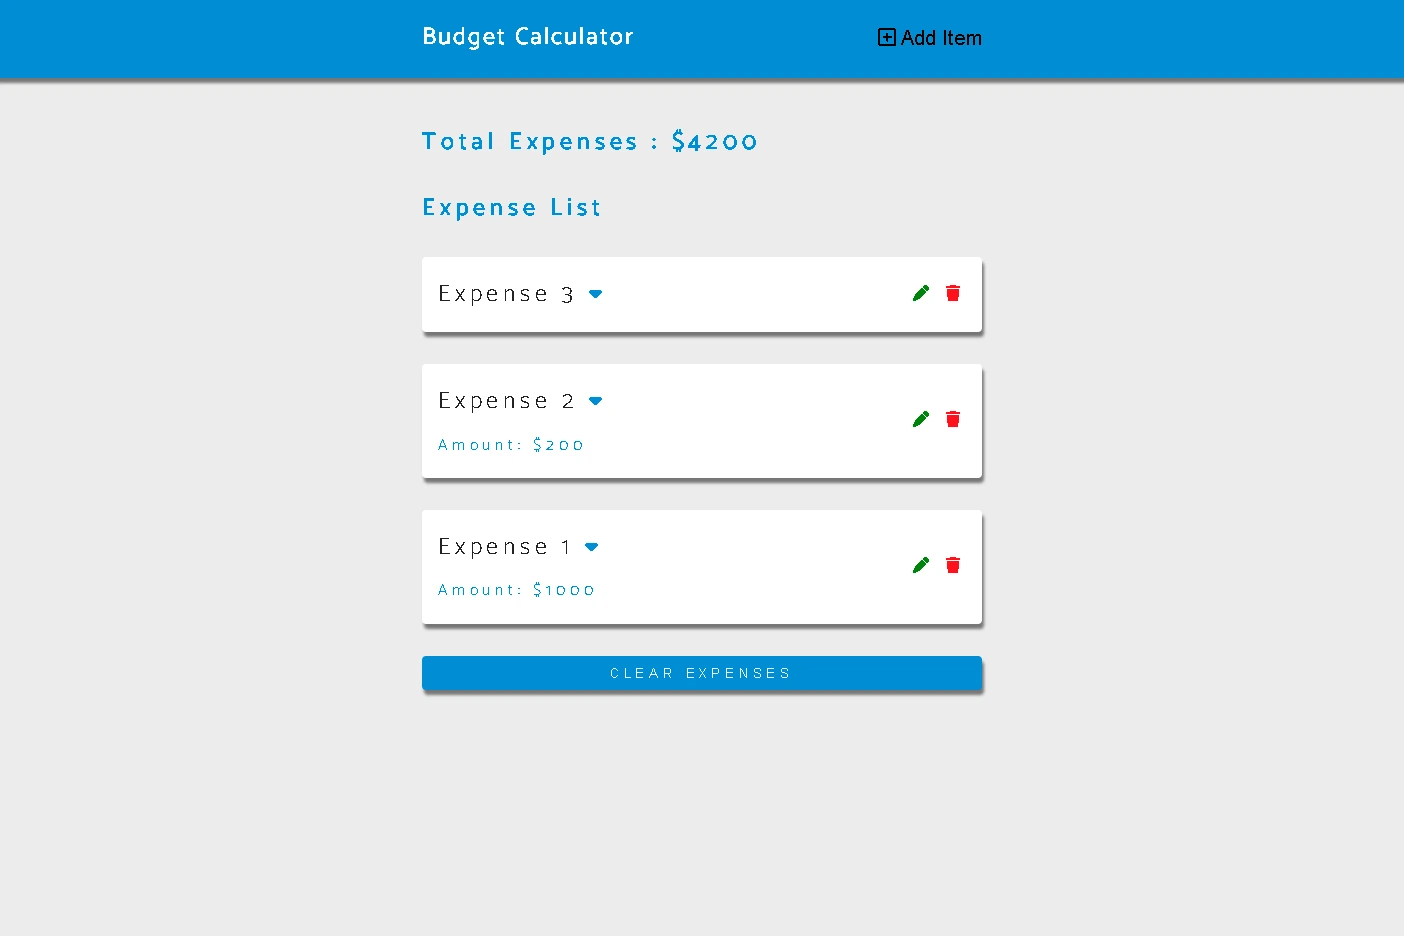 Budget Calculator
Add Item
Total Expenses : $4200
Expense List
Expense 3
Expense 2
Amount: $200
Expense 1
Amount: $1000
CLEAR EXPENSES